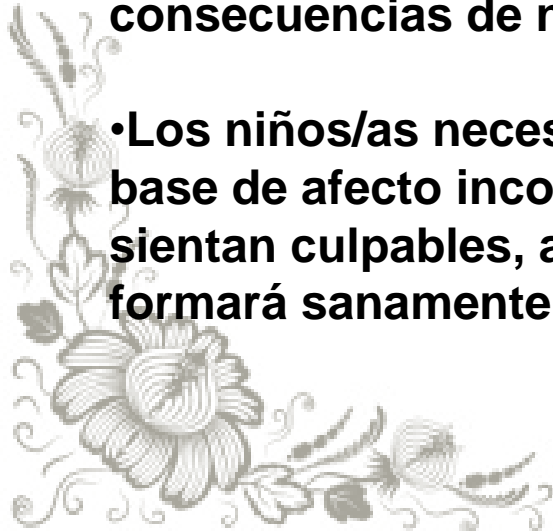 consecuencias de
•Los niños/as neces
base de afecto inco
sientan culpables, a
formará sanamente